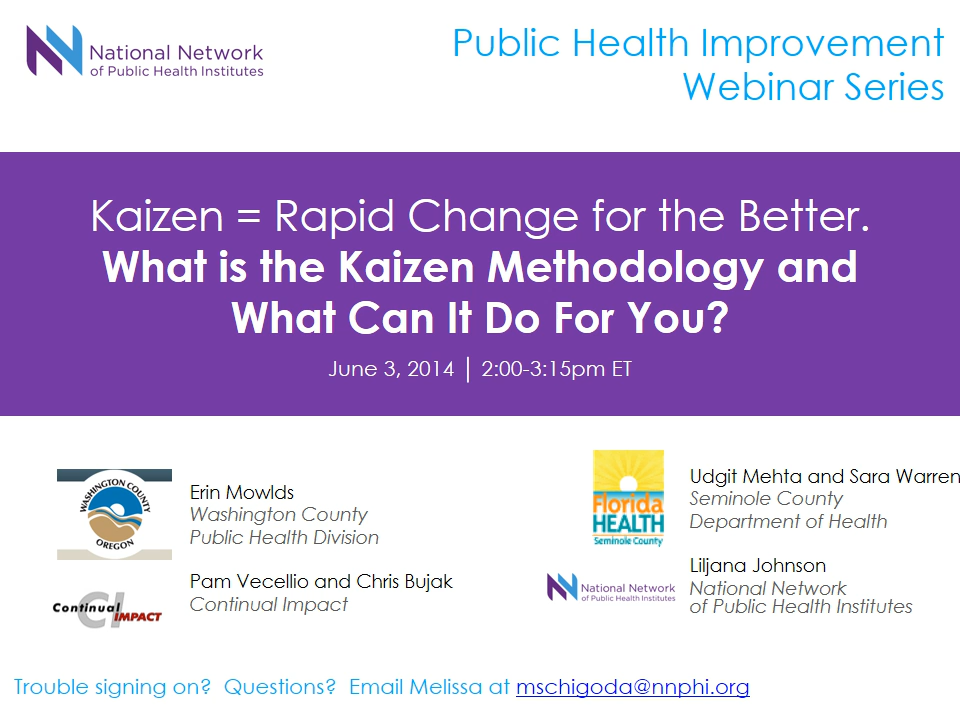 National Network
of Public Health Institutes
Public Health Improvement
Webinar Series
Kaizen = Rapid Change for the Better.
What is the Kaizen Methodology and
What Can It Do For You?
June 3, 2014 | 2:00-3:15pm ET
WASHINGTON COUNTY
OREGON
Erin Mowlds
Washington County
Public Health Division
Continual CI IMPACT
Pam Vecellio and Chris Bujak
Continual Impact
Florida
HEALTH
Seminole County
Udgit Mehta and Sara Warren
Seminole County
Department of Health
National Network
of Public Health Institutes
Liljana Johnson
National Network
of Public Health Institutes
Trouble signing on? Questions? Email Melissa at mschigoda@nnphi.org